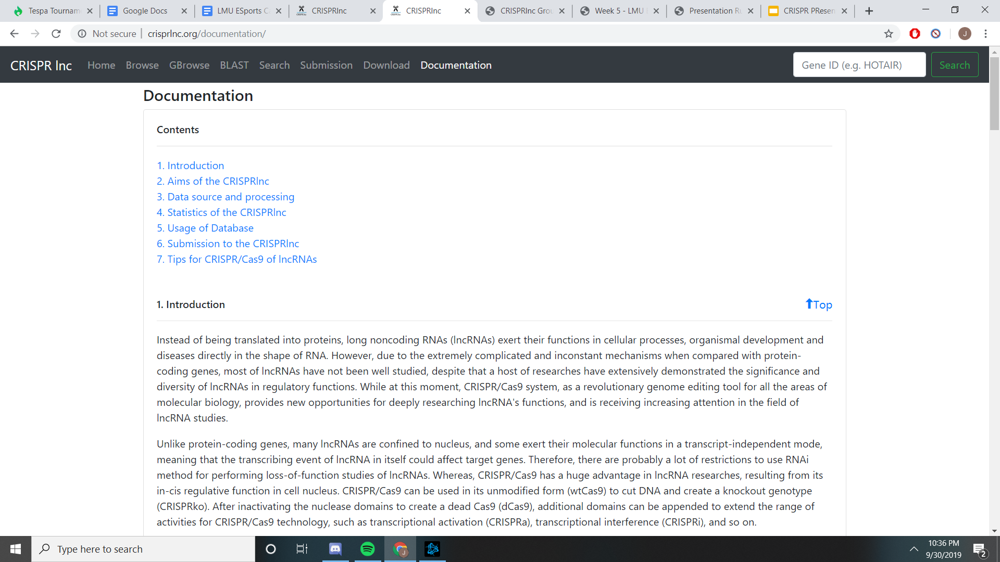 Tespa Tournam
Google Docs
LMU ESports C
CRISPRlnc
CRISPRlnc
CRISPRlnc Grou
Week 5 - LMU
Presentation Ru
CRISPR PResen
Not secure | crisprlnc.org/documentation/
J
CRISPR lnc Home Browse GBrowse BLAST Search Submission Download Documentation Gene ID (e.g. HOTAIR) Search
Documentation
Contents
1. Introduction
2. Aims of the CRISPRlnc
3. Data source and processing
4. Statistics of the CRISPRlnc
5. Usage of Database
6. Submission to the CRISPRlnc
7. Tips for CRISPR/Cas9 of lncRNAs
1. Introduction
Top
Instead of being translated into proteins, long noncoding RNAs (lncRNAs) exert their functions in cellular processes, organismal development and
diseases directly in the shape of RNA. However, due to the extremely complicated and inconstant mechanisms when compared with protein-
coding genes, most of lncRNAs have not been well studied, despite that a host of researches have extensively demonstrated the significance and
diversity of lncRNAs in regulatory functions. While at this moment, CRISPR/Cas9 system, as a revolutionary genome editing tool for all the areas of
molecular biology, provides new opportunities for deeply researching lncRNA's functions, and is receiving increasing attention in the field of
lncRNA studies.
Unlike protein-coding genes, many lncRNAs are confined to nucleus, and some exert their molecular functions in a transcript-independent mode,
meaning that the transcribing event of lncRNA in itself could affect target genes. Therefore, there are probably a lot of restrictions to use RNAi
method for performing loss-of-function studies of lncRNAs. Whereas, CRISPR/Cas9 has a huge advantage in lncRNA researches, resulting from its
in-cis regulative function in cell nucleus. CRISPR/Cas9 can be used in its unmodified form (wtCas9) to cut DNA and create a knockout genotype
(CRISPRko). After inactivating the nuclease domains to create a dead Cas9 (dCas9), additional domains can be appended to extend the range of
activities for CRISPR/Cas9 technology, such as transcriptional activation (CRISPRa), transcriptional interference (CRISPRi), and so on.
Type here to search
J
10:36 PM
9/30/2019
2